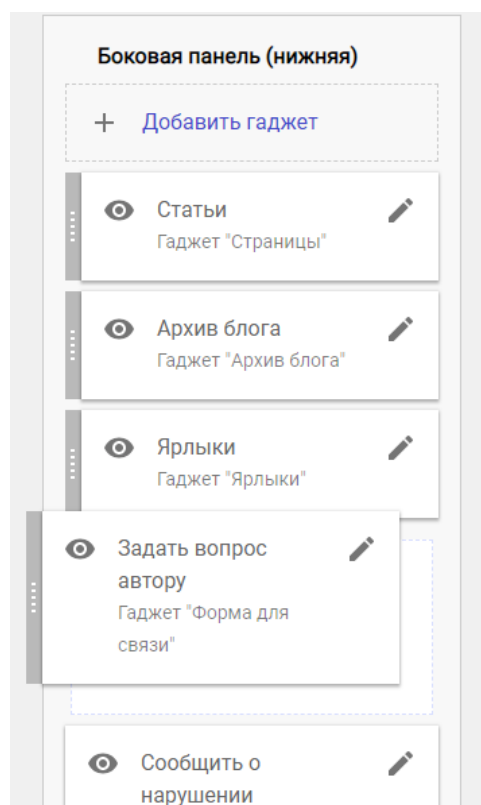 Боковая панель (нижняя)
+ Добавить гаджет
Статьи
Гаджет "Страницы"
Архив блога
Гаджет "Архив блога"
Ярлыки
Гаджет "Ярлыки"
Задать вопрос
автору
Гаджет "Форма для
связи"
Сообщить о
нарушении